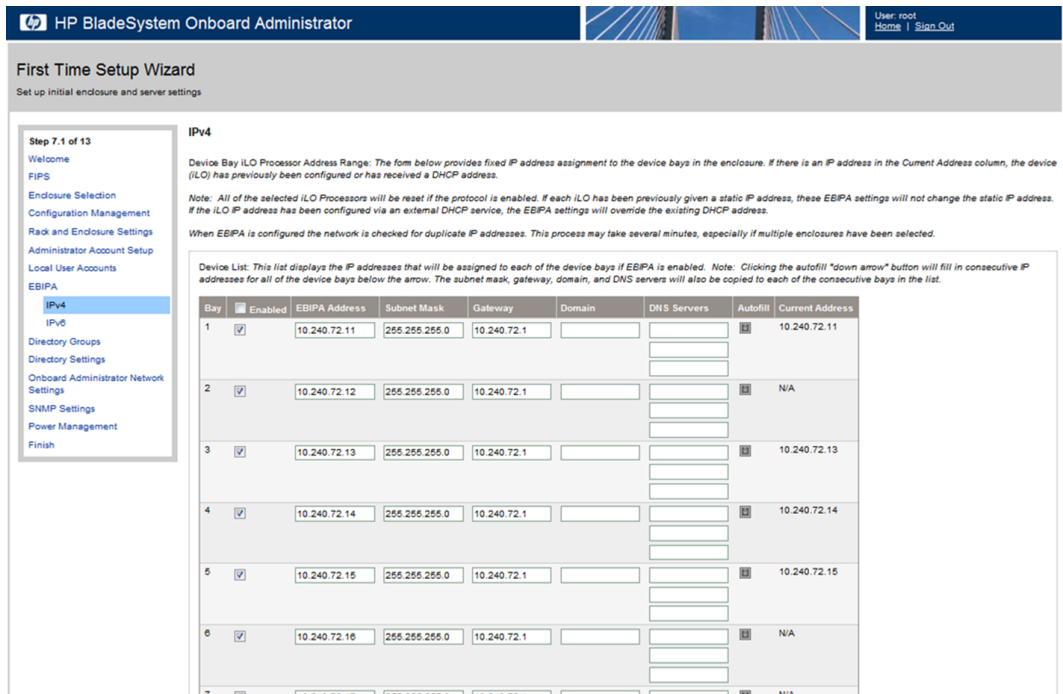 HP BladeSystem Onboard Administrator
User: root
Home | Sign Out
First Time Setup Wizard
Set up initial enclosure and server settings
Step 7.1 of 13
Welcome
FIPS
Enclosure Selection
Configuration Management
Rack and Enclosure Settings
Administrator Account Setup
Local User Accounts
EBIPA
IPv4
IPv6
Directory Groups
Directory Settings
Onboard Administrator Network
Settings
SNMP Settings
Power Management
Finish
IPv4
Device Bay iLO Processor Address Range: The form below provides fixed IP address assignment to the device bays in the enclosure. If there is an IP address in the Current Address column, the device
(iLO) has previously been configured or has received a DHCP address.
Note: All of the selected iLO Processors will be reset if the protocol is enabled. If each iLO has been previously given a static IP address, these EBIPA settings will not change the static IP address.
If the iLO IP address has been configured via an external DHCP service, the EBIPA settings will override the existing DHCP address.
When EBIPA is configured the network is checked for duplicate IP addresses. This process may take several minutes, especially if multiple enclosures have been selected.
Device List: This list displays the IP addresses that will be assigned to each of the device bays if EBIPA is enabled. Note: Clicking the autofill "down arrow" button will fill in consecutive IP
addresses for all of the device bays below the arrow. The subnet mask, gateway, domain, and DNS servers will also be copied to each of the consecutive bays in the list.
Bay Enabled EBIPA Address Subnet Mask Gateway Domain DNS Servers Autofill Current Address
1 10.240.72.11 255.255.255.0 10.240.72.1 10.240.72.11
2 10.240.72.12 255.255.255.0 10.240.72.1 N/A
3 10.240.72.13 255.255.255.0 10.240.72.1 10.240.72.13
4 10.240.72.14 255.255.255.0 10.240.72.1 10.240.72.14
5 10.240.72.15 255.255.255.0 10.240.72.1 10.240.72.15
6 10.240.72.16 255.255.255.0 10.240.72.1 N/A